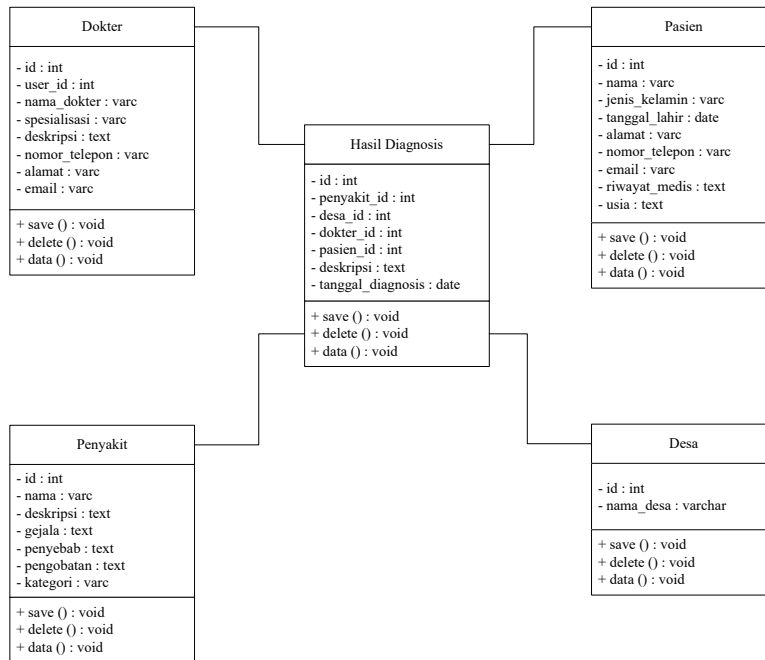 Dokter
- id : int
- user_id : int
- nama_dokter : varc
- spesialisasi : varc
- deskripsi : text
- nomor_telepon : varc
- alamat : varc
- email : varc
+ save () : void
+ delete () : void
+ data () : void
Pasien
- id : int
- nama : varc
- jenis_kelamin : varc
- tanggal_lahir : date
- alamat : varc
- nomor_telepon : varc
- email : varc
- riwayat_medis : text
- usia : text
+ save () : void
+ delete () : void
+ data () : void
Hasil Diagnosis
- id : int
- penyakit_id : int
- desa_id : int
- dokter_id : int
- pasien_id : int
- deskripsi : text
- tanggal_diagnosis : date
+ save () : void
+ delete () : void
+ data () : void
Penyakit
- id : int
- nama : varc
- deskripsi : text
- gejala : text
- penyebab : text
- pengobatan : text
- kategori : varc
+ save () : void
+ delete () : void
+ data () : void
Desa
- id : int
- nama_desa : varchar
+ save () : void
+ delete () : void
+ data () : void